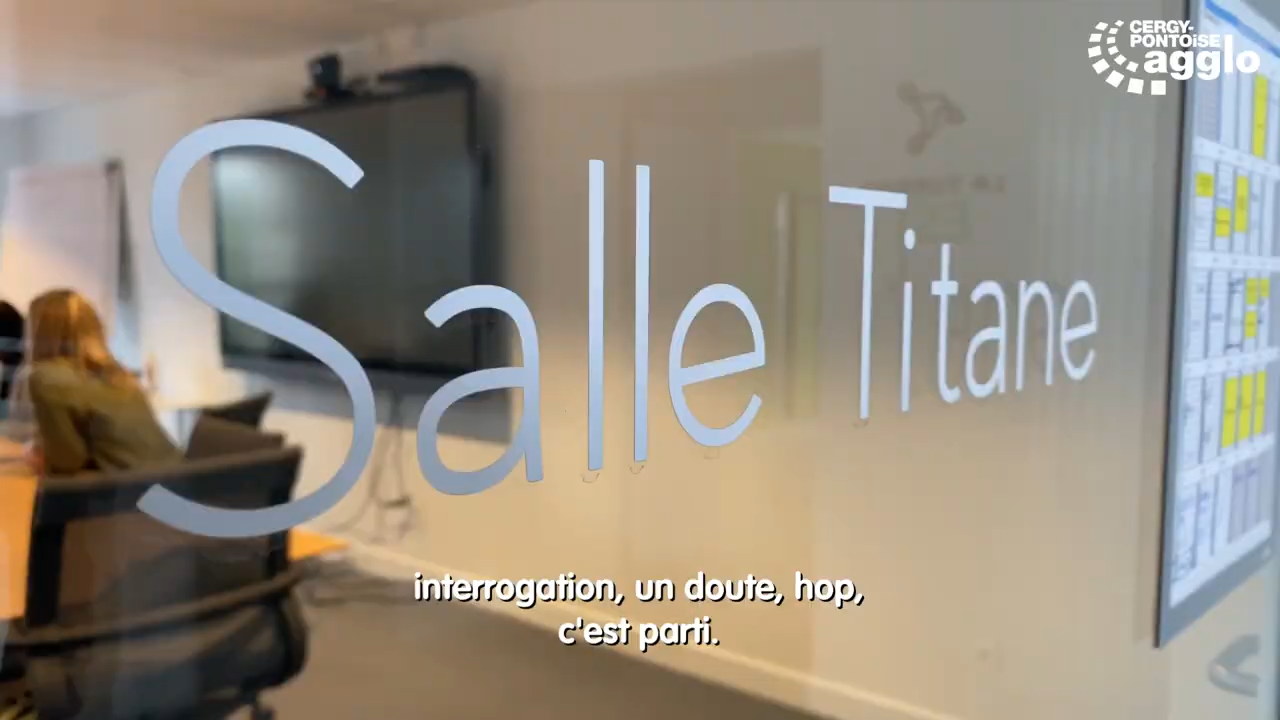 CERGY-
PONTOiSE
agglo
Salle Titane
interrogation, un doute, hop,
c'est parti.